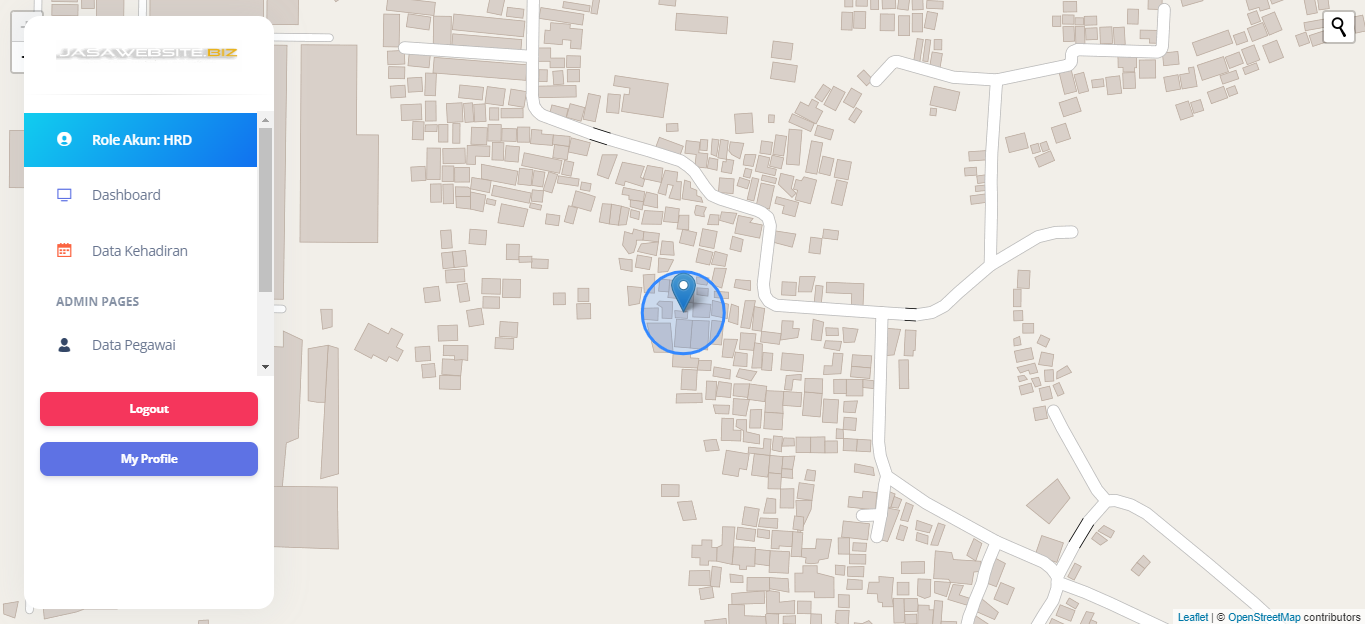 JASAWEBSITE.BIZ
Role Akun: HRD
Dashboard
Data Kehadiran
ADMIN PAGES
Data Pegawai
Logout
My Profile
Leaflet | © OpenStreetMap contributors